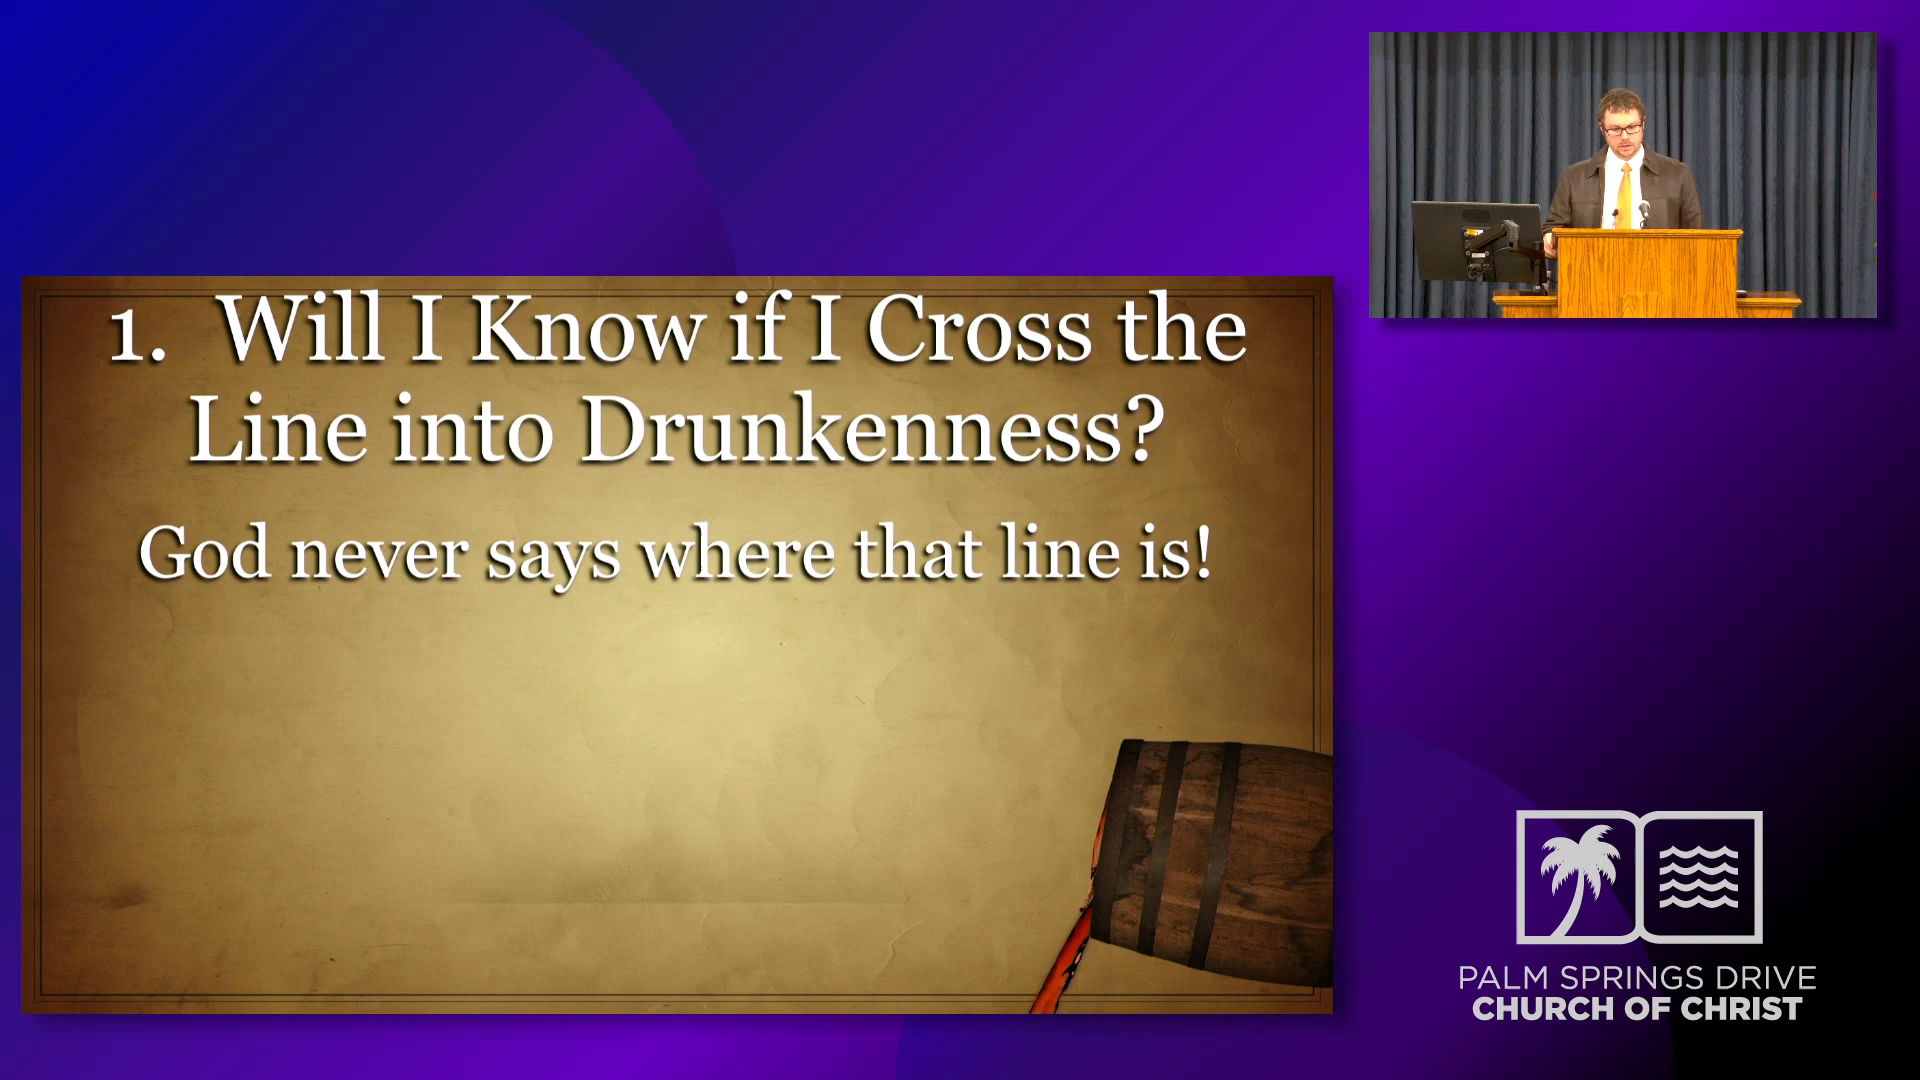 1. Will I Know if I Cross the
Line into Drunkenness?
God never says where that line is!
PALM SPRINGS DRIVE
CHURCH OF CHRIST